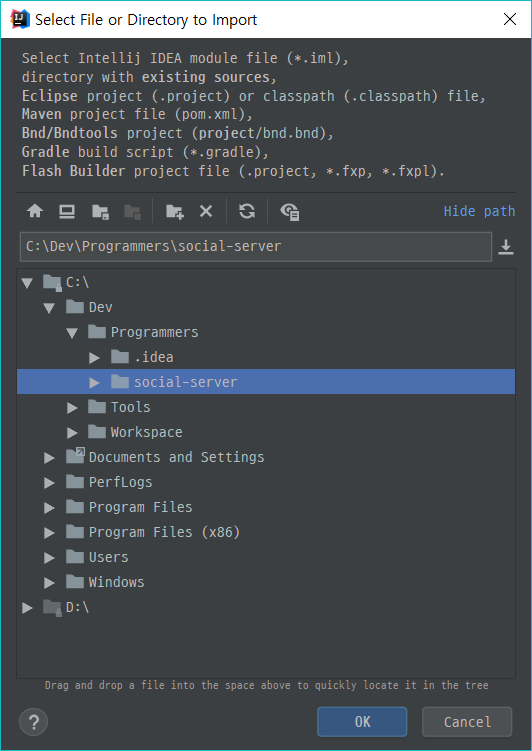 IJ Select File or Directory to Import
Select Intellij IDEA module file (*.iml),
directory with existing sources,
Eclipse project (.project) or classpath (.classpath) file,
Maven project file (pom.xml),
Bnd/Bndtools project (project/bnd.bnd),
Gradle build script (*.gradle),
Flash Builder project file (.project, *.fxp, *.fxpl).
Hide path
C:\Dev\Programmers\social-server
C:\
Dev
Programmers
.idea
social-server
Tools
Workspace
Documents and Settings
PerfLogs
Program Files
Program Files (x86)
Users
Windows
D:\
Drag and drop a file into the space above to quickly locate it in the tree
? OK Cancel